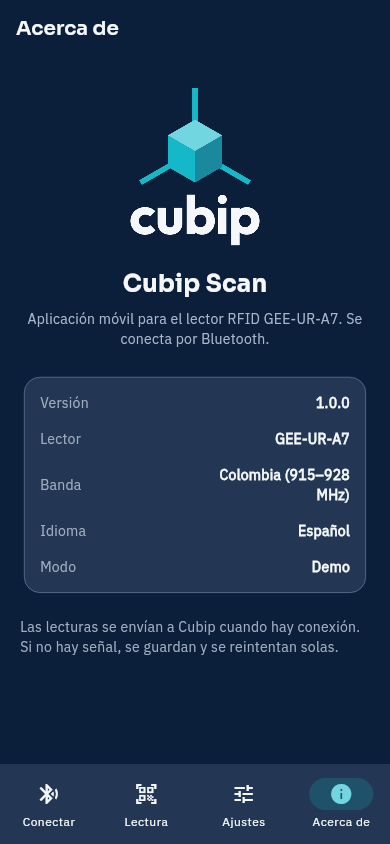 Acerca de
cubip
Cubip Scan
Aplicación móvil para el lector RFID GEE-UR-A7. Se
conecta por Bluetooth.
Versión 1.0.0
Lector GEE-UR-A7
Banda Colombia (915–928
MHz)
Idioma Español
Modo Demo
Las lecturas se envían a Cubip cuando hay conexión.
Si no hay señal, se guardan y se reintentan solas.
Conectar Lectura Ajustes Acerca de